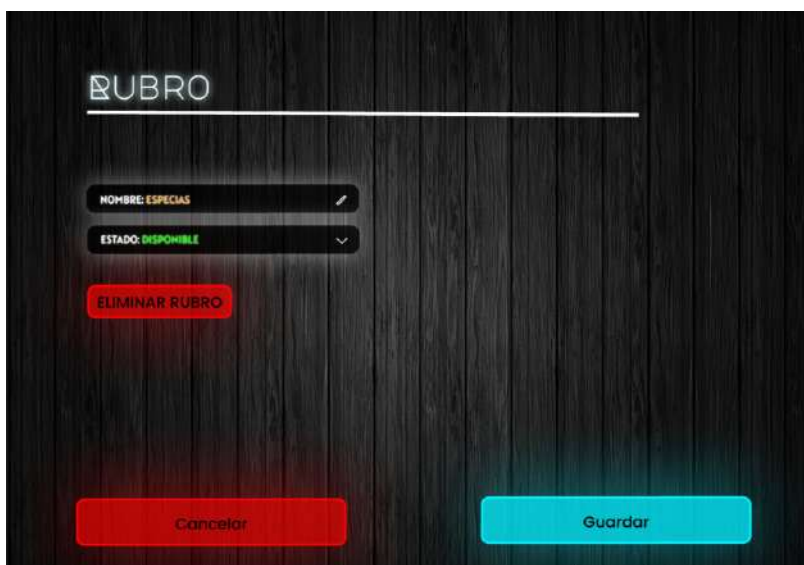 RUBRO
NOMBRE: ESPECIAS
ESTADO: DISPONIBLE
ELIMINAR RUBRO
Cancelar
Guardar